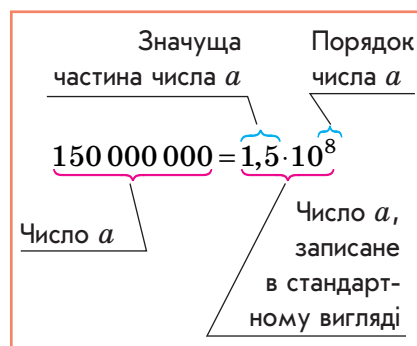 Значуща
частина числа a
Порядок
числа a
150 000 000 = 1,5·10⁸
Число a
Число a,
записане
в стандарт-
ному вигляді